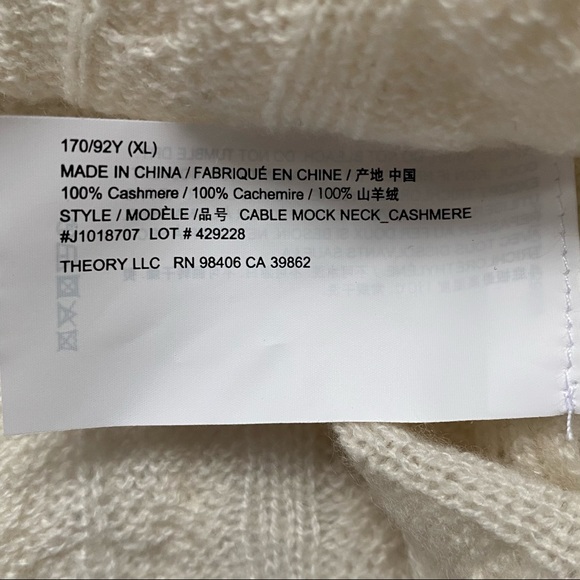 170/92Y (XL)
MADE IN CHINA / FABRIQUÉ EN CHINE / 产地 中国
100% Cashmere / 100% Cachemire / 100% 山羊绒
STYLE / MODÈLE /品号 CABLE MOCK NECK_CASHMERE
#J1018707 LOT # 429228
THEORY LLC RN 98406 CA 39862